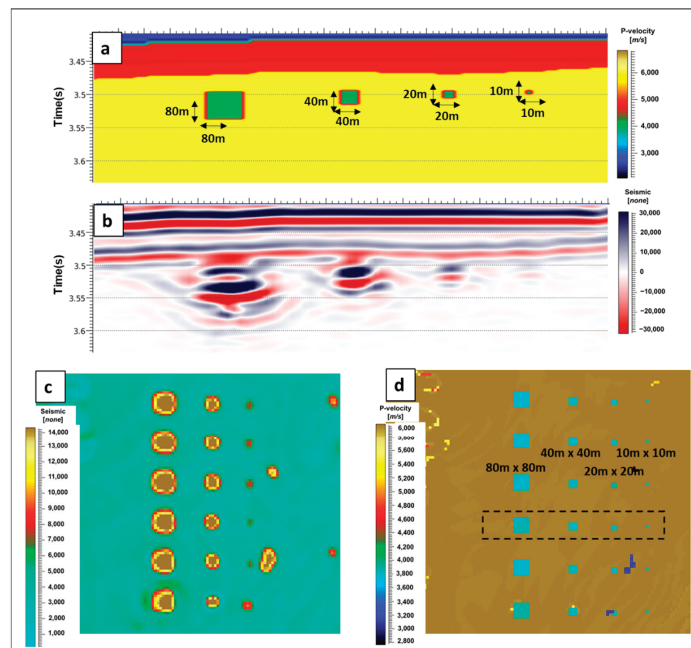 a
P-velocity
[m/s]
Time(s)
3.45
3.5
3.55
3.6
80m
80m
40m
40m
20m
20m
10m
10m
6,000
5,000
4,000
3,000
b
Seismic
[none]
Time(s)
3.45
3.5
3.55
3.6
30,000
20,000
10,000
0
−10,000
−20,000
−30,000
c
Seismic
[none]
14,000
13,000
12,000
11,000
10,000
9,000
8,000
7,000
6,000
5,000
4,000
3,000
2,000
1,000
d
P-velocity
[m/s]
6,000
5,800
5,600
5,400
5,200
5,000
4,800
4,600
4,400
4,200
4,000
3,800
3,600
3,400
3,200
3,000
2,800
40m x 40m
10m x 10m
80m x 80m
20m x 20m